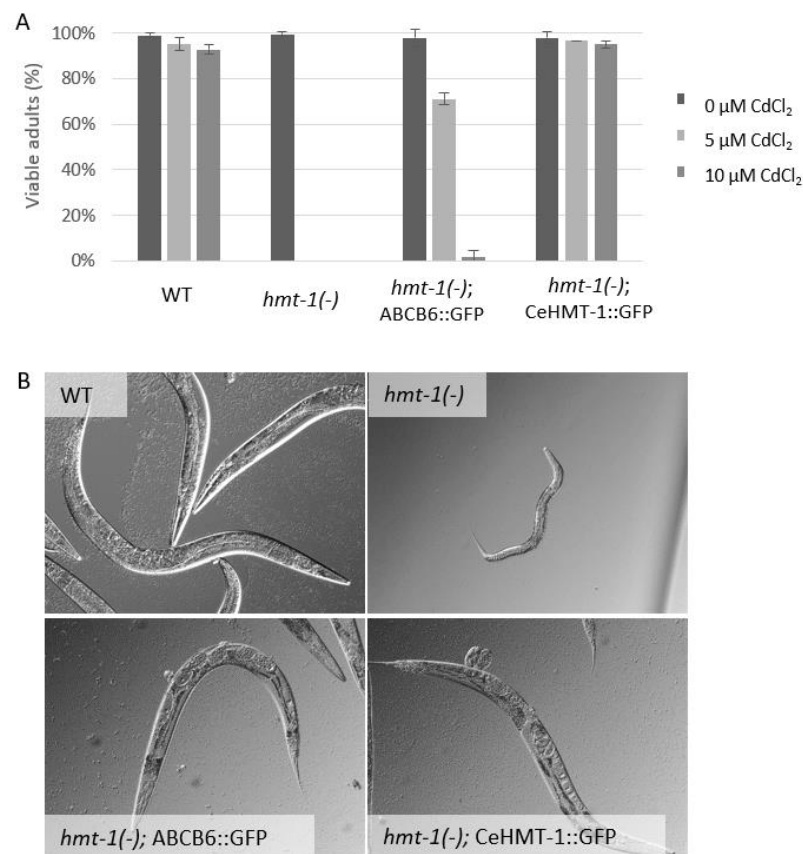 A
Viable adults (%)
100%
80%
60%
40%
20%
0%
WT
hmt-1(-)
hmt-1(-);
ABCB6::GFP
hmt-1(-);
CeHMT-1::GFP
0 µM CdCl₂
5 µM CdCl₂
10 µM CdCl₂
B
WT
hmt-1(-)
hmt-1(-); ABCB6::GFP
hmt-1(-); CeHMT-1::GFP